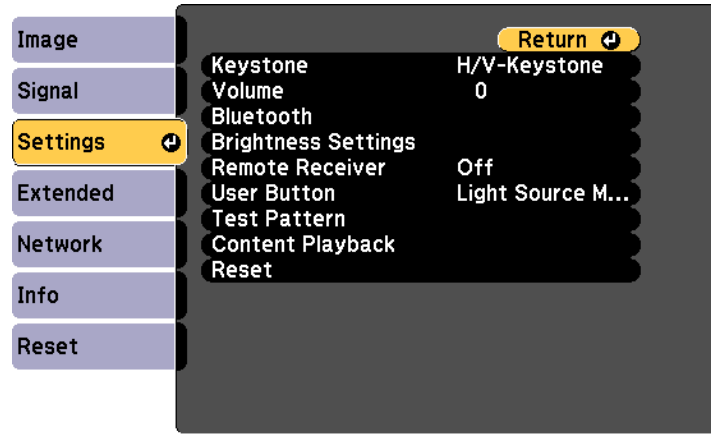 Image
Signal
Settings
Extended
Network
Info
Reset
Return
Keystone H/V-Keystone
Volume 0
Bluetooth
Brightness Settings
Remote Receiver Off
User Button Light Source M...
Test Pattern
Content Playback
Reset